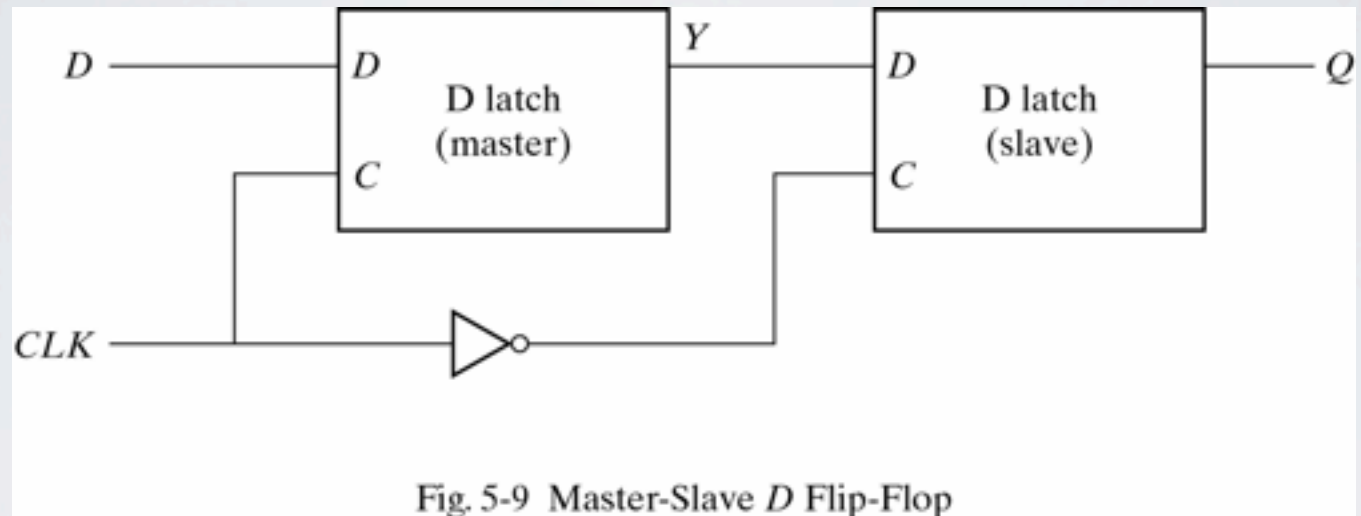 Y
D D D Q
D latch D latch
(master) (slave)
C C
CLK
Fig. 5-9 Master-Slave D Flip-Flop